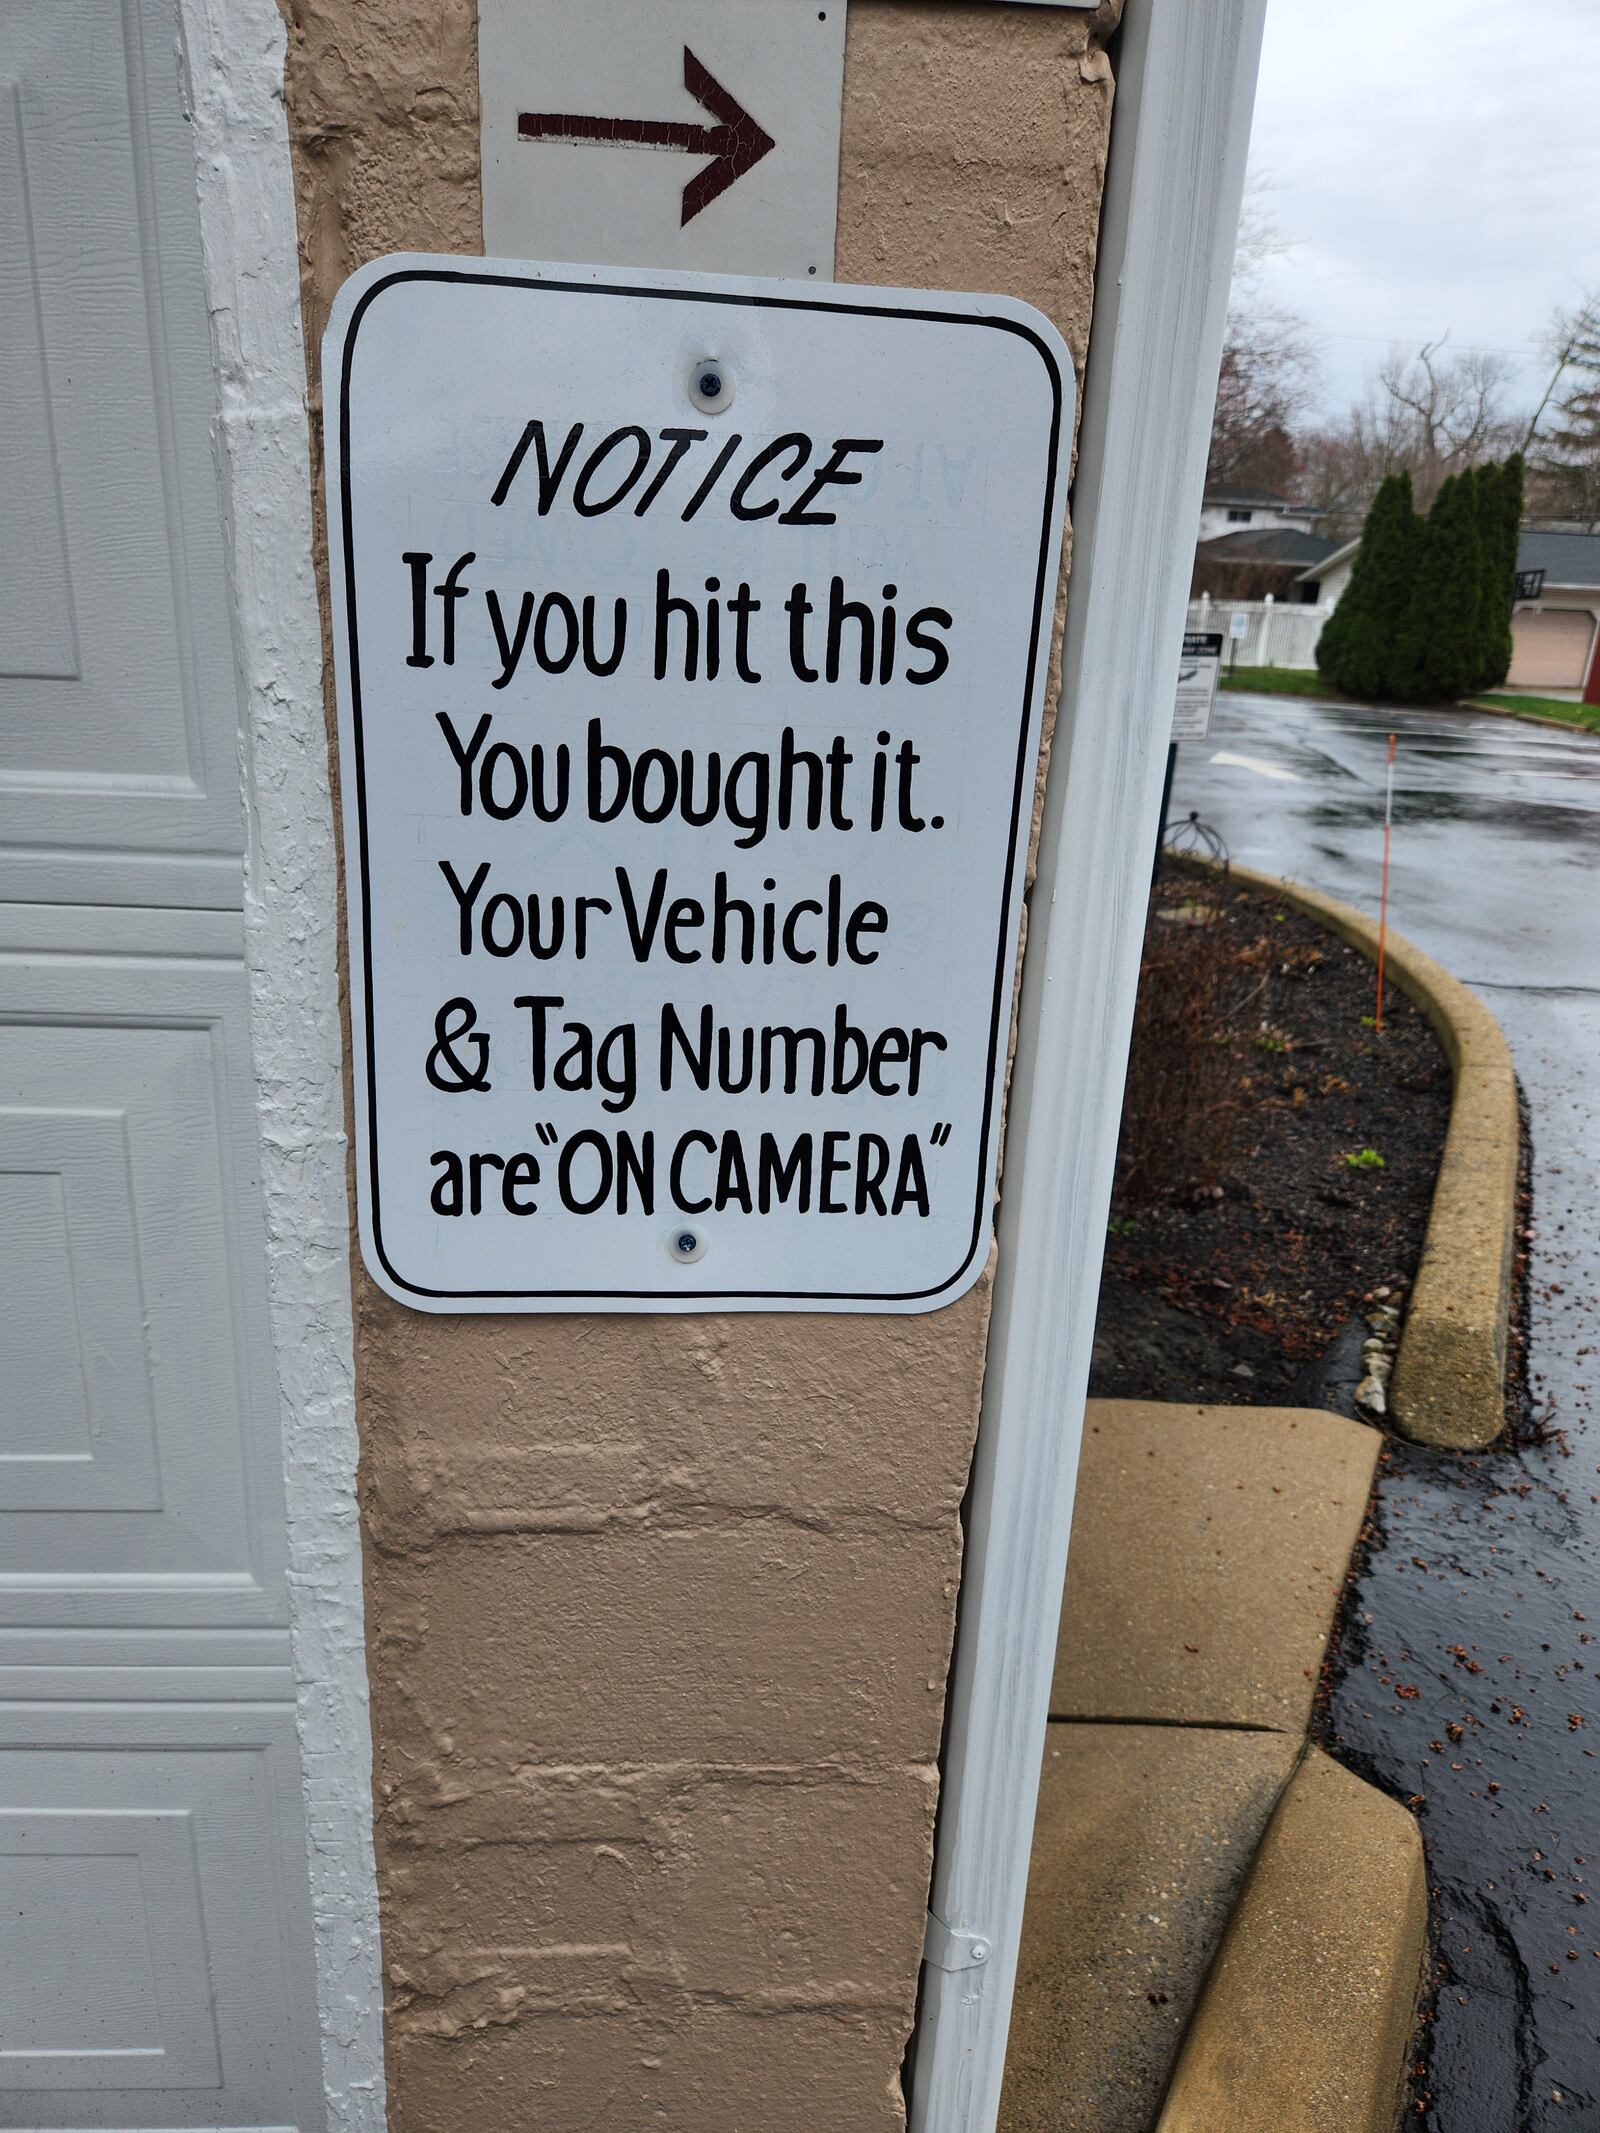 NOTICE
If you hit this
You bought it.
Your Vehicle
& Tag Number
are "ON CAMERA"